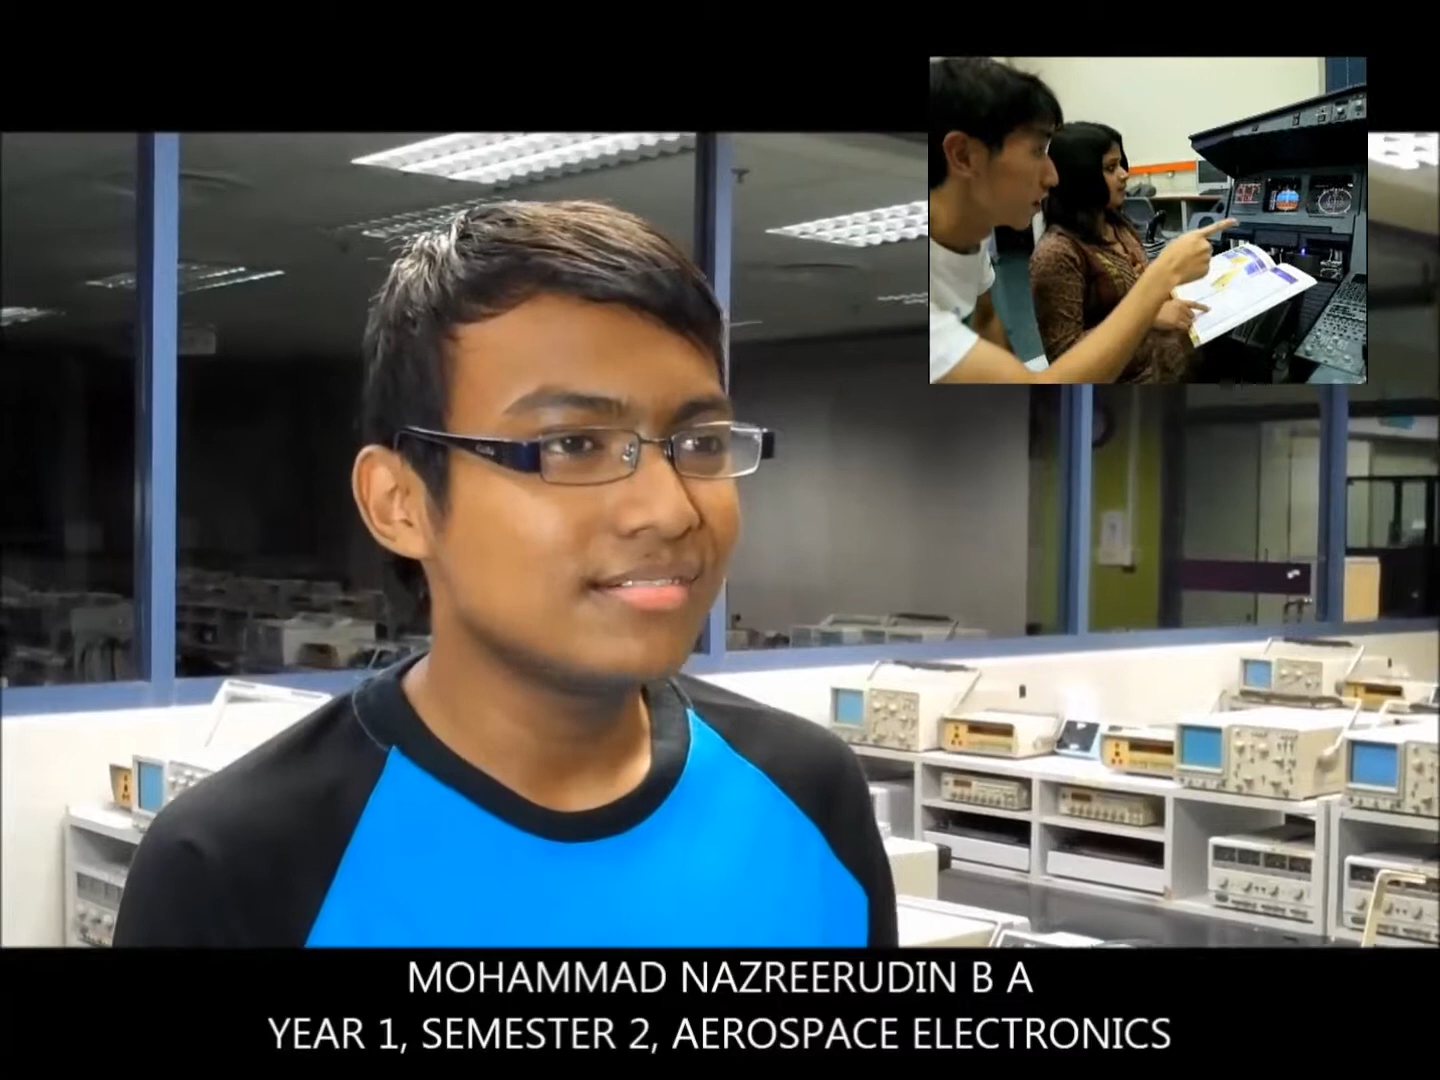 MOHAMMAD NAZREERUDIN B A
YEAR 1, SEMESTER 2, AEROSPACE ELECTRONICS